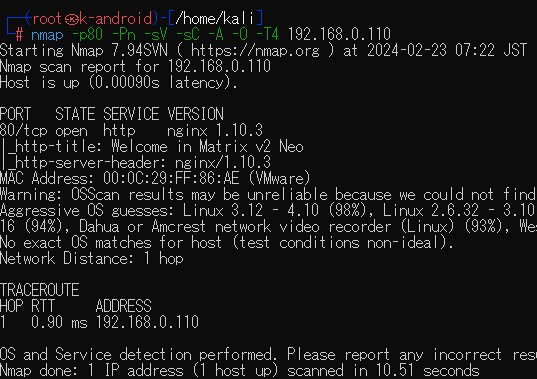 ┌──(root㉿k-android)-[/home/kali]
└─# nmap -p80 -Pn -sV -sC -A -O -T4 192.168.0.110
Starting Nmap 7.94SVN ( https://nmap.org ) at 2024-02-23 07:22 JST
Nmap scan report for 192.168.0.110
Host is up (0.00090s latency).
PORT   STATE SERVICE VERSION
80/tcp open  http    nginx 1.10.3
|_http-title: Welcome in Matrix v2 Neo
|_http-server-header: nginx/1.10.3
MAC Address: 00:0C:29:FF:86:AE (VMware)
Warning: OSScan results may be unreliable because we could not find
Aggressive OS guesses: Linux 3.12 - 4.10 (98%), Linux 2.6.32 - 3.10
16 (94%), Dahua or Amcrest network video recorder (Linux) (93%), Wes
No exact OS matches for host (test conditions non-ideal).
Network Distance: 1 hop
TRACEROUTE
HOP RTT     ADDRESS
1   0.90 ms 192.168.0.110
OS and Service detection performed. Please report any incorrect res
Nmap done: 1 IP address (1 host up) scanned in 10.51 seconds